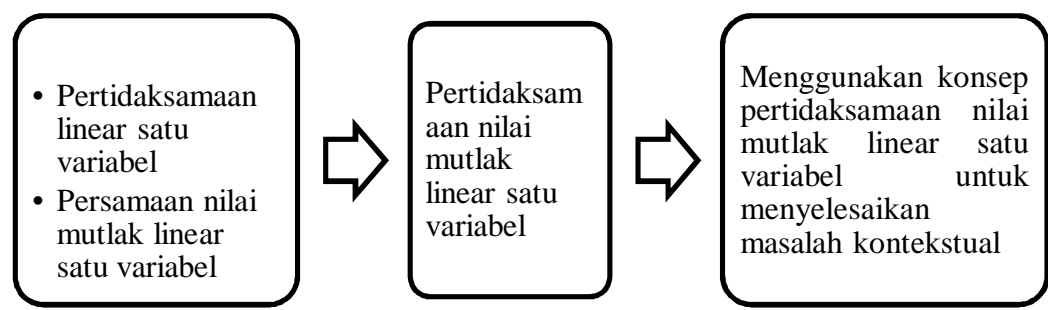 • Pertidaksamaan
linear satu
variabel
• Persamaan nilai
mutlak linear
satu variabel
Pertidaksam
aan nilai
mutlak
linear satu
variabel
Menggunakan konsep
pertidaksamaan nilai
mutlak linear satu
variabel untuk
menyelesaikan
masalah kontekstual